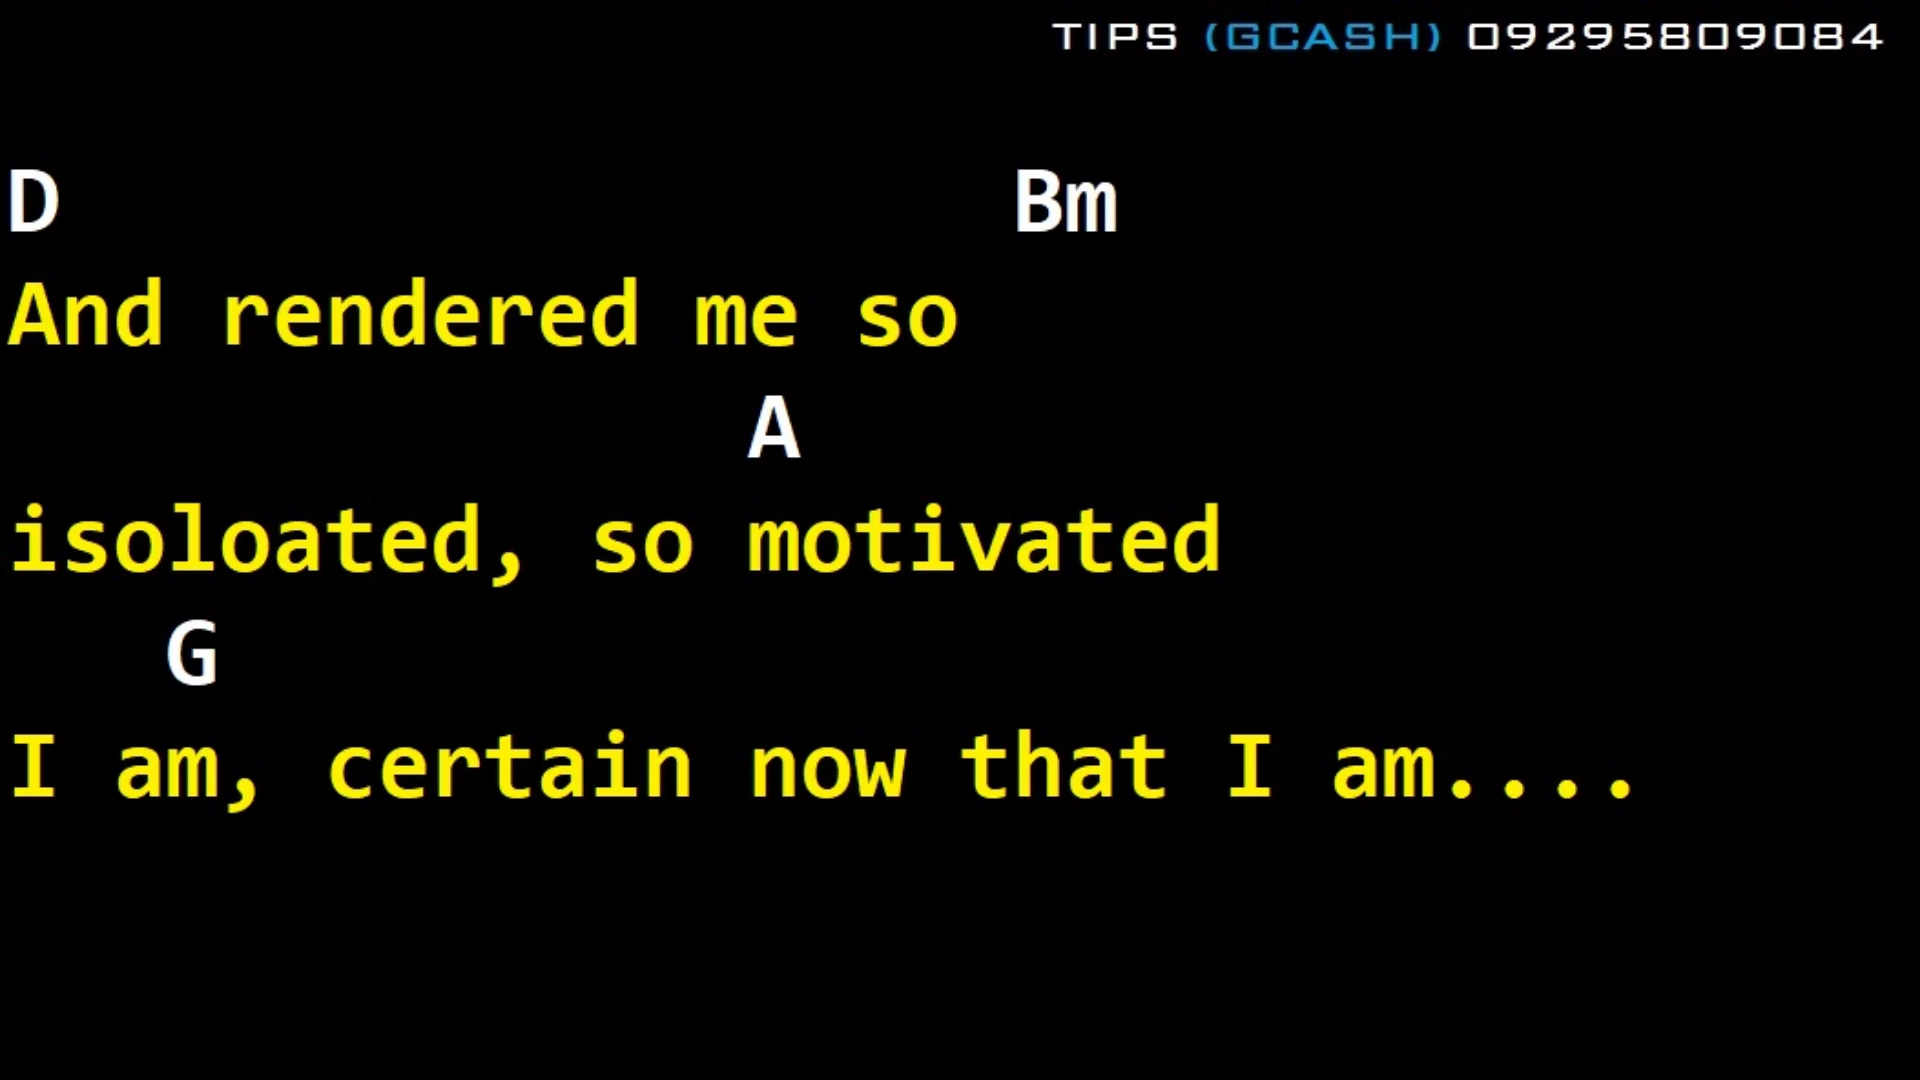 TIPS (GCASH) 09295809084
D Bm
And rendered me so
A
isoloated, so motivated
G
I am, certain now that I am....